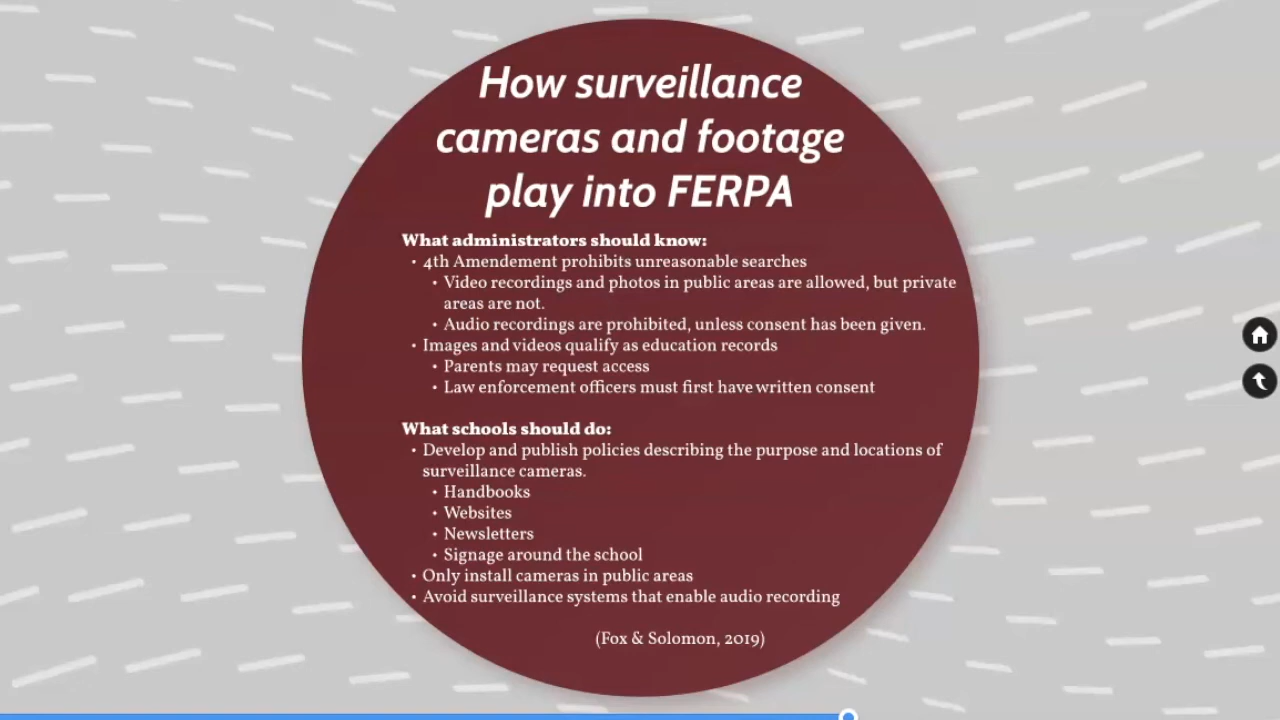 How surveillance
cameras and footage
play into FERPA
What administrators should know:
• 4th Amendement prohibits unreasonable searches
• Video recordings and photos in public areas are allowed, but private
areas are not.
• Audio recordings are prohibited, unless consent has been given.
• Images and videos qualify as education records
• Parents may request access
• Law enforcement officers must first have written consent
What schools should do:
• Develop and publish policies describing the purpose and locations of
surveillance cameras.
• Handbooks
• Websites
• Newsletters
• Signage around the school
• Only install cameras in public areas
• Avoid surveillance systems that enable audio recording
(Fox & Solomon, 2019)